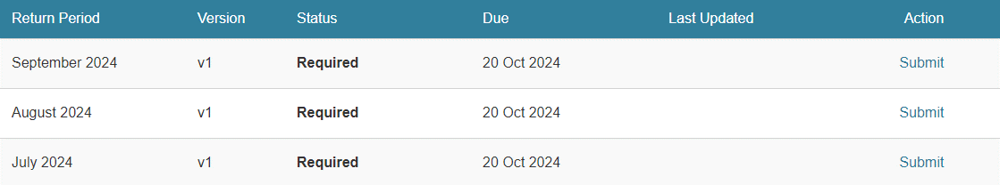 Return Period Version Status Due Last Updated Action
September 2024 v1 Required 20 Oct 2024 Submit
August 2024 v1 Required 20 Oct 2024 Submit
July 2024 v1 Required 20 Oct 2024 Submit